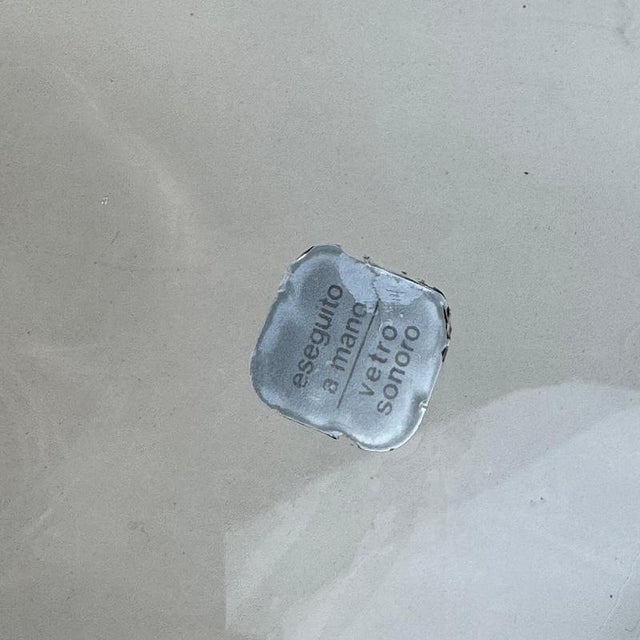 eseguito
a mano
vetro
sonoro